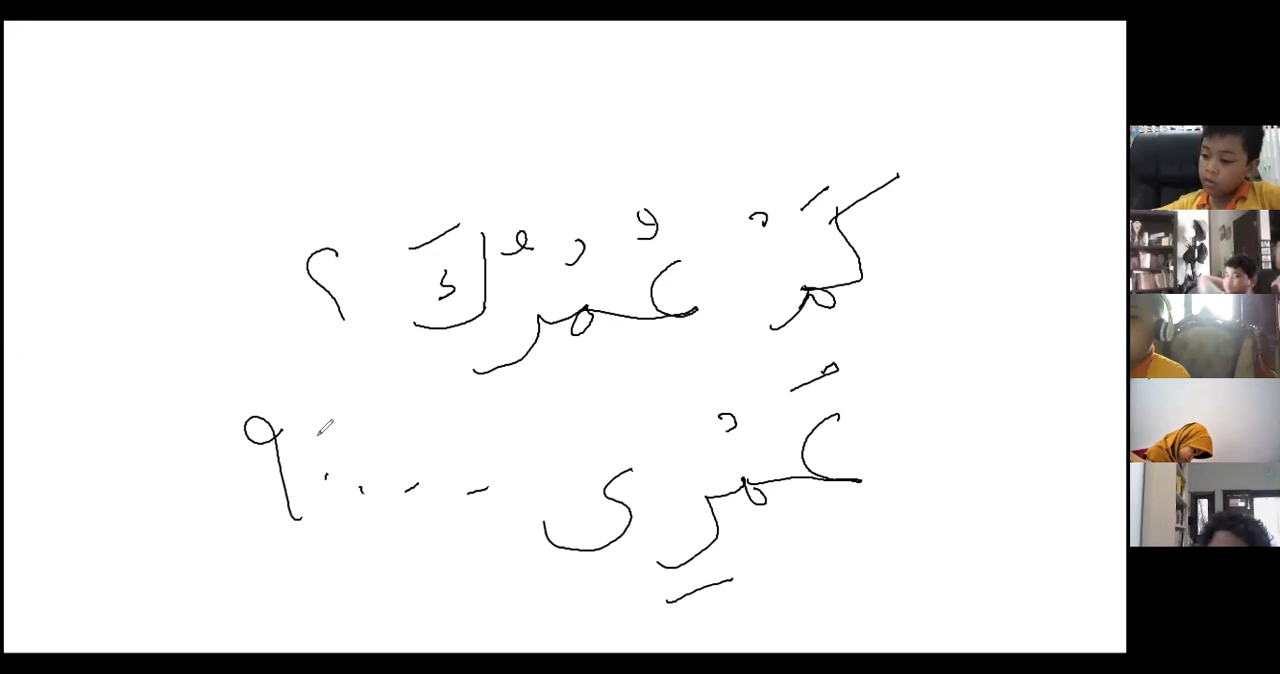 كَمْ عُمْرُكَ ؟
عُمْرِى - - . . ٩